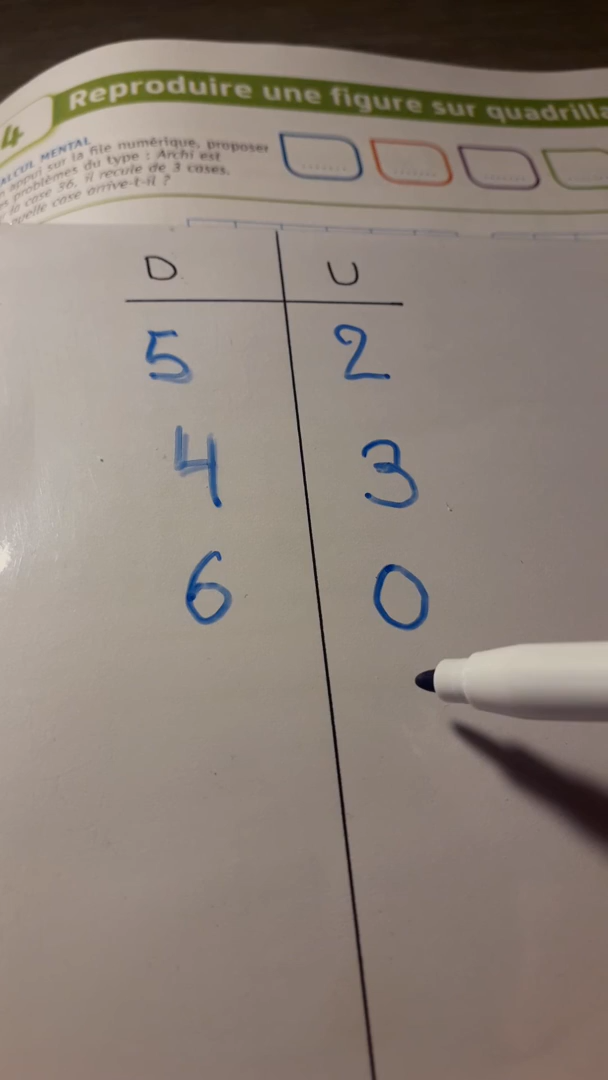 4 Reproduire une figure sur quadrilla
CALCUL MENTAL
appui sur la file numérique, proposer
problèmes du type : Archi est
la case 36, il recule de 3 cases.
quelle case arrive-t-il ?
D U
5 2
4 3
6 0